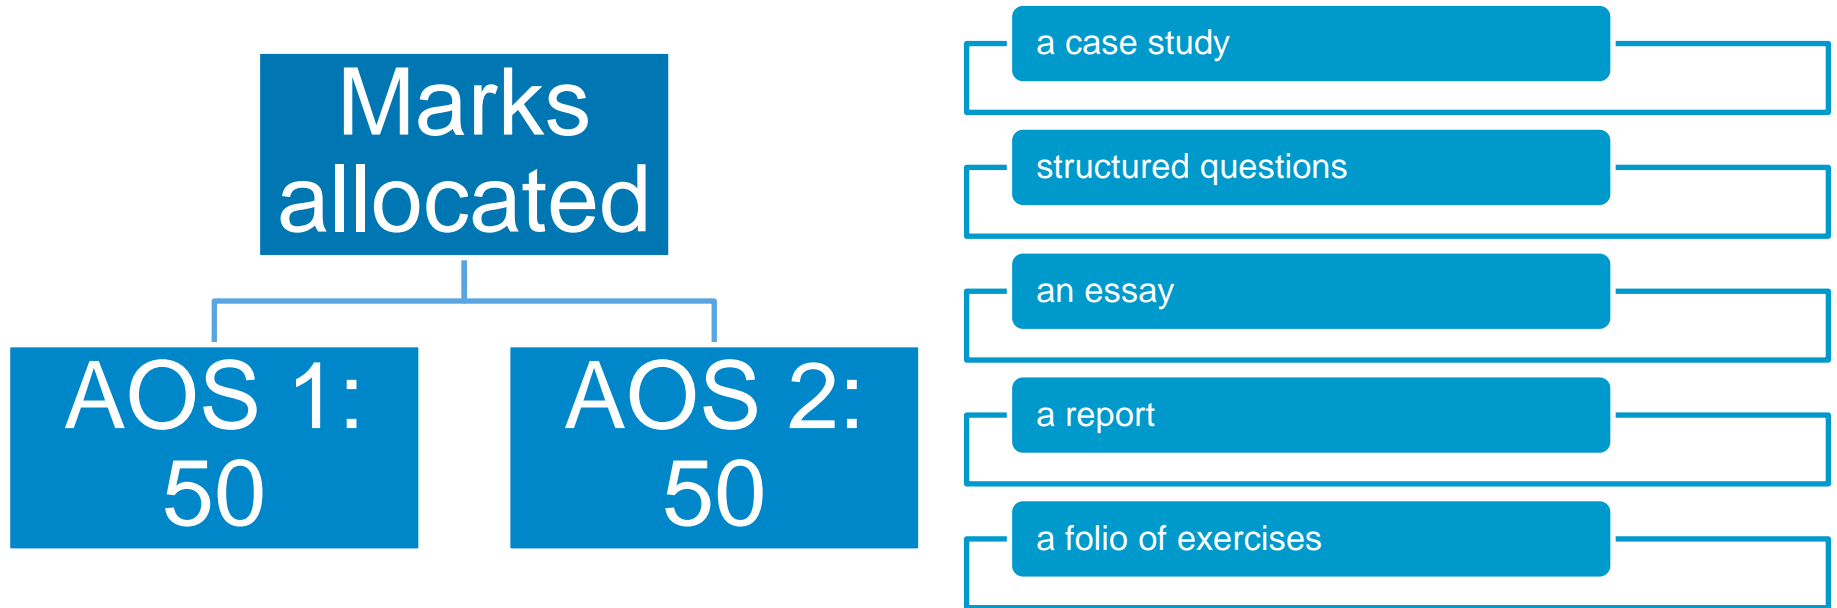 Marks
allocated
AOS 1:
50
AOS 2:
50
a case study
structured questions
an essay
a report
a folio of exercises